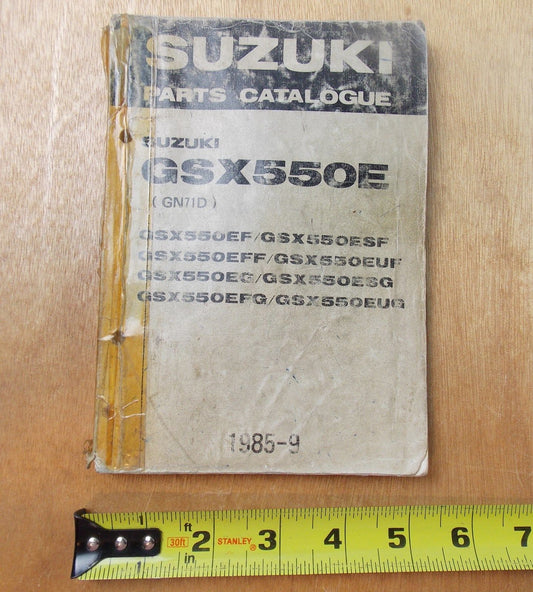 SUZUKI
PARTS CATALOGUE
SUZUKI
GSX550E
( GN71D )
GSX550EF/GSX550ESF
GSX550EFF/GSX550EUF
GSX550EG/GSX550ESG
GSX550EFG/GSX550EUG
1985-9
1 ft 2 3 4 5 6 7
30ft STANLEY®
1 in